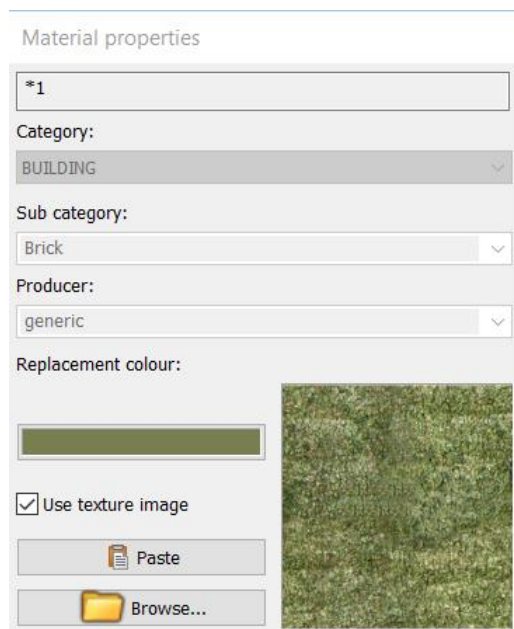 Material properties
*1
Category:
BUILDING
Sub category:
Brick
Producer:
generic
Replacement colour:
Use texture image
Paste
Browse...